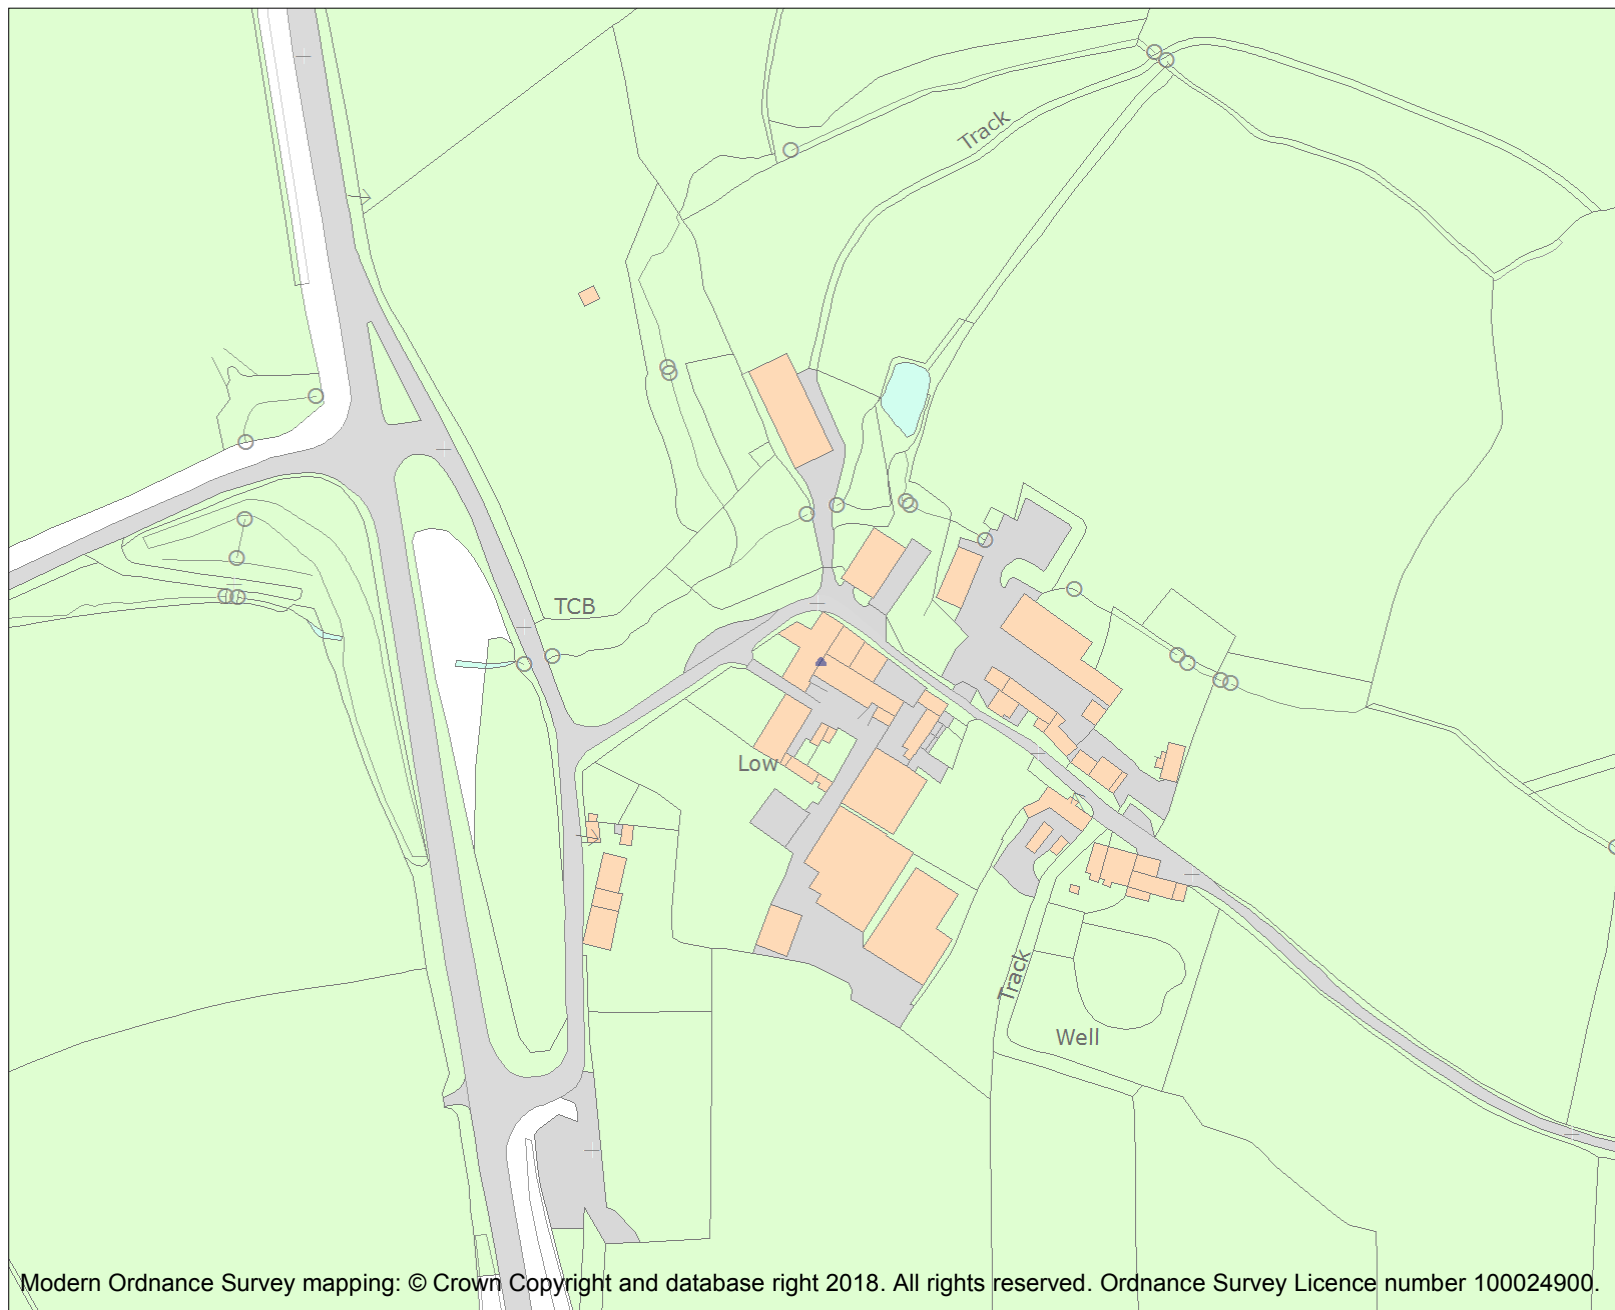 Track
TCB
Low
Track
Well
Modern Ordnance Survey mapping: © Crown Copyright and database right 2018. All rights reserved. Ordnance Survey Licence number 100024900.